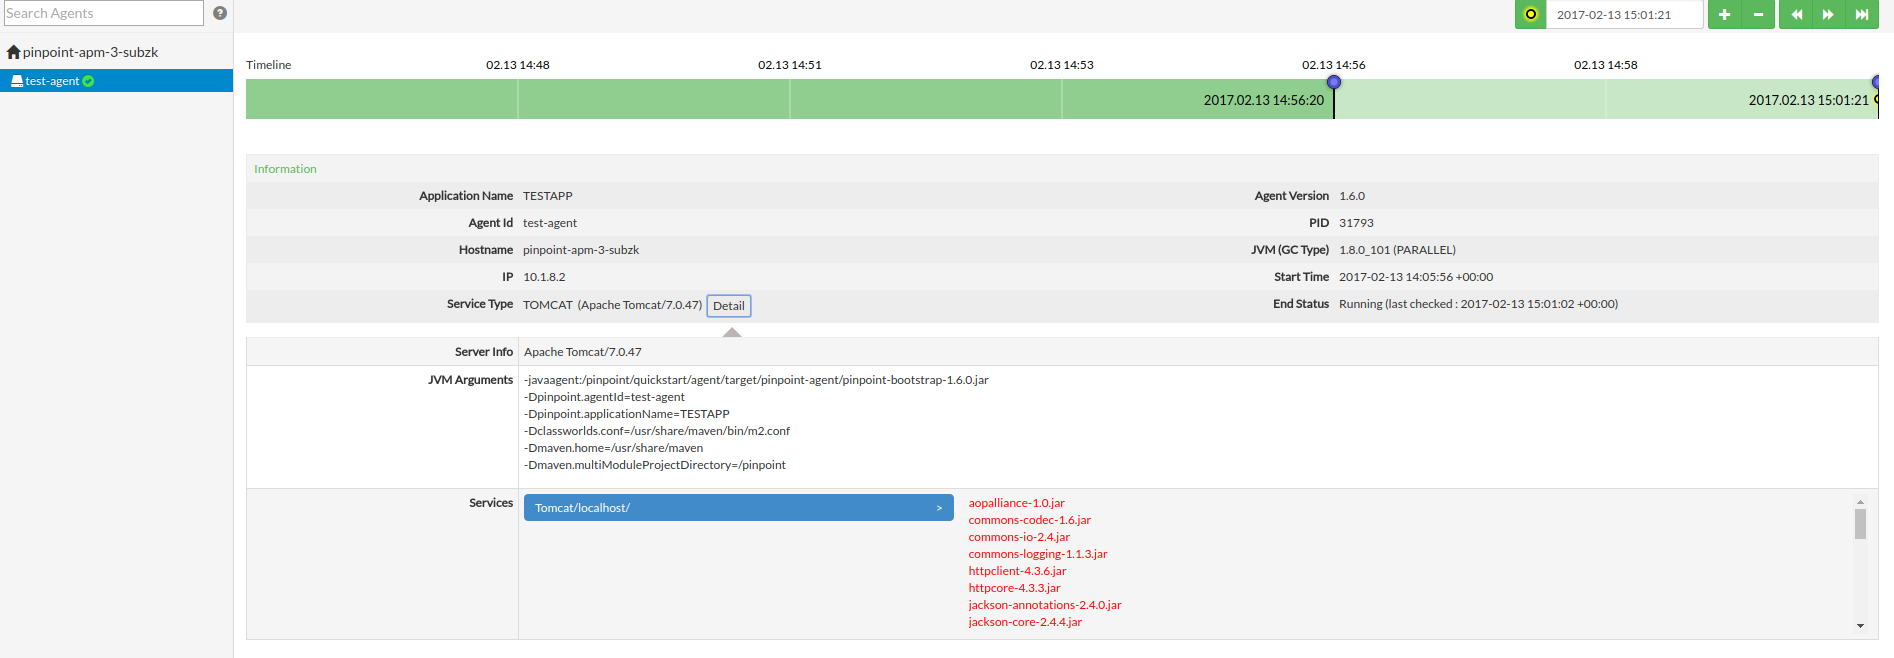 Search Agents
?
2017-02-13 15:01:21
pinpoint-apm-3-subzk
test-agent
Timeline
02.13 14:48
02.13 14:51
02.13 14:53
02.13 14:56
02.13 14:58
2017.02.13 14:56:20
2017.02.13 15:01:21
Information
Application Name TESTAPP
Agent Version 1.6.0
Agent Id test-agent
PID 31793
Hostname pinpoint-apm-3-subzk
JVM (GC Type) 1.8.0_101 (PARALLEL)
IP 10.1.8.2
Start Time 2017-02-13 14:05:56 +00:00
Service Type TOMCAT (Apache Tomcat/7.0.47) Detail
End Status Running (last checked : 2017-02-13 15:01:02 +00:00)
Server Info Apache Tomcat/7.0.47
JVM Arguments -javaagent:/pinpoint/quickstart/agent/target/pinpoint-agent/pinpoint-bootstrap-1.6.0.jar
-Dpinpoint.agentId=test-agent
-Dpinpoint.applicationName=TESTAPP
-Dclassworlds.conf=/usr/share/maven/bin/m2.conf
-Dmaven.home=/usr/share/maven
-Dmaven.multiModuleProjectDirectory=/pinpoint
Services Tomcat/localhost/ >
aopalliance-1.0.jar
commons-codec-1.6.jar
commons-io-2.4.jar
commons-logging-1.1.3.jar
httpclient-4.3.6.jar
httpcore-4.3.3.jar
jackson-annotations-2.4.0.jar
jackson-core-2.4.4.jar